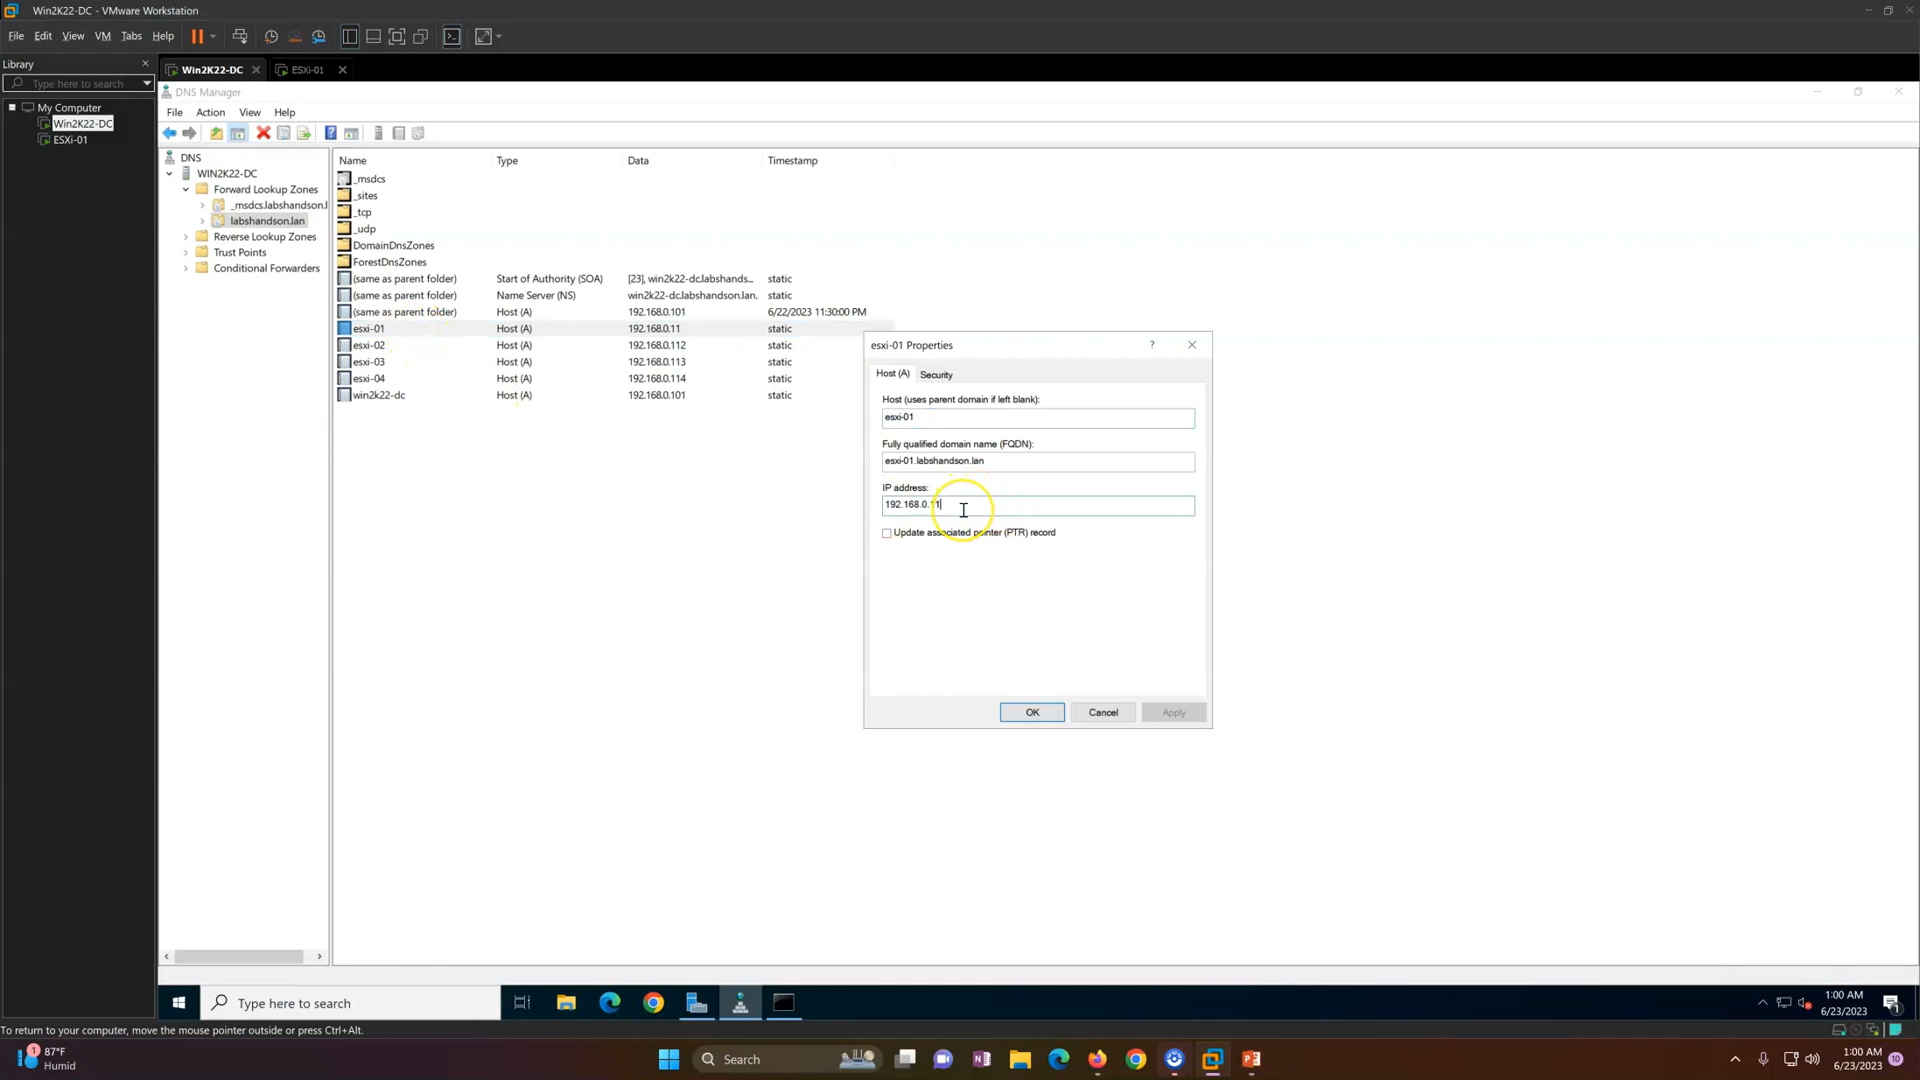 Win2K22-DC - VMware Workstation
File Edit View VM Tabs Help
Library
Type here to search
My Computer
Win2K22-DC
ESXi-01
Win2K22-DC ESXi-01
DNS Manager
File Action View Help
DNS
WIN2K22-DC
Forward Lookup Zones
_msdcs.labshandson.l
labshandson.lan
Reverse Lookup Zones
Trust Points
Conditional Forwarders
Name Type Data Timestamp
_msdcs
_sites
_tcp
_udp
DomainDnsZones
ForestDnsZones
(same as parent folder) Start of Authority (SOA) [23], win2k22-dc.labshands... static
(same as parent folder) Name Server (NS) win2k22-dc.labshandson.lan. static
(same as parent folder) Host (A) 192.168.0.101 6/22/2023 11:30:00 PM
esxi-01 Host (A) 192.168.0.11 static
esxi-02 Host (A) 192.168.0.112 static
esxi-03 Host (A) 192.168.0.113 static
esxi-04 Host (A) 192.168.0.114 static
win2k22-dc Host (A) 192.168.0.101 static
esxi-01 Properties
Host (A) Security
Host (uses parent domain if left blank):
esxi-01
Fully qualified domain name (FQDN):
esxi-01.labshandson.lan
IP address:
192.168.0.11
Update associated pointer (PTR) record
OK Cancel Apply
Type here to search
1:00 AM
6/23/2023
1
To return to your computer, move the mouse pointer outside or press Ctrl+Alt.
1
87°F
Humid
Search
1:00 AM
6/23/2023
10